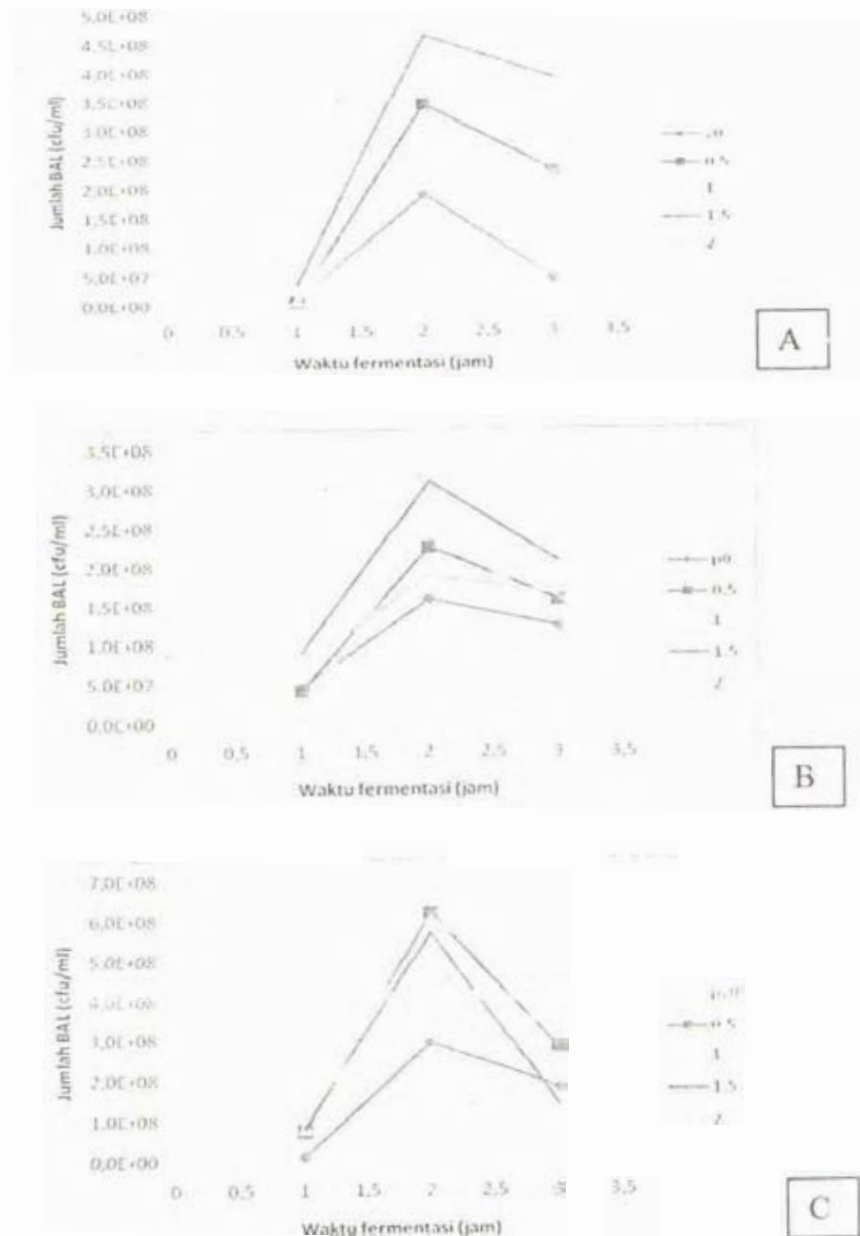 5,0E+08
4,5E+08
4,0E+08
3,5E+08
3,0E+08
2,5E+08
2,0E+08
1,5E+08
1,0E+08
5,0E+07
0,0E+00
Jumlah BAL (cfu/ml)
0 0,5 1 1,5 2 2,5 3 3,5
Waktu fermentasi (jam)
0.5
1
1.5
2
A
3,5E+08
3,0E+08
2,5E+08
2,0E+08
1,5E+08
1,0E+08
5,0E+07
0,0E+00
Jumlah BAL (cfu/ml)
0 0,5 1 1,5 2 2,5 3 3,5
Waktu fermentasi (jam)
p0
0.5
1
1.5
2
B
7,0E+08
6,0E+08
5,0E+08
4,0E+08
3,0E+08
2,0E+08
1,0E+08
0,0E+00
Jumlah BAL (cfu/ml)
0 0,5 1 1,5 2 2,5 3,5
Waktu fermentasi (jam)
0.5
1
1.5
2
C